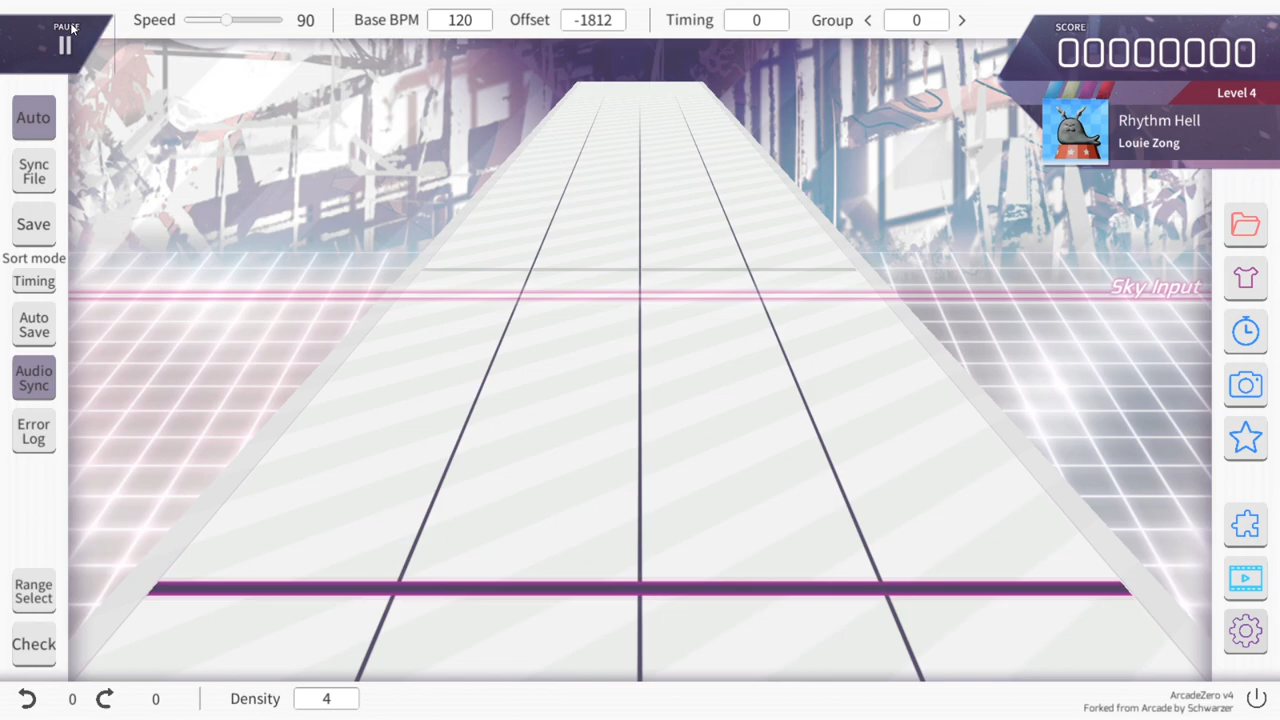 PAUSE
Speed 90 Base BPM 120 Offset -1812 Timing 0 Group 0
SCORE
00000000
Level 4
Rhythm Hell
Louie Zong
Auto
Sync
File
Save
Sort mode
Timing
Auto
Save
Audio
Sync
Error
Log
Sky Input
Range
Select
Check
0 0 Density 4
ArcadeZero v4
Forked from Arcade by Schwarzer